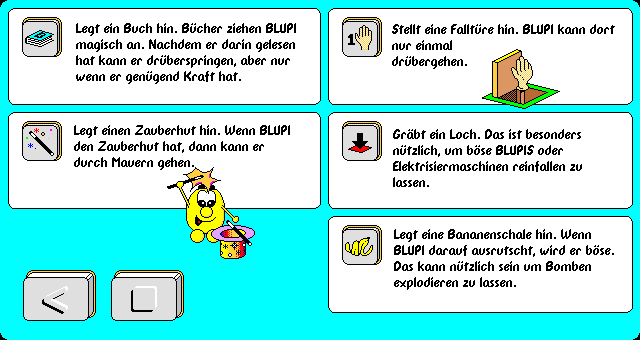 Legt ein Buch hin. Bücher ziehen BLUPI
magisch an. Nachdem er darin gelesen
hat kann er drüberspringen, aber nur
wenn er genügend Kraft hat.
Legt einen Zauberhut hin. Wenn BLUPI
den Zauberhut hat, dann kann er
durch Mauern gehen.
1
Stellt eine Falltüre hin. BLUPI kann dort
nur einmal
drübergehen.
Gräbt ein Loch. Das ist besonders
nützlich, um böse BLUPIS oder
Elektrisiermaschinen reinfallen zu
lassen.
Legt eine Bananenschale hin. Wenn
BLUPI darauf ausrutscht, wird er böse.
Das kann nützlich sein um Bomben
explodieren zu lassen.